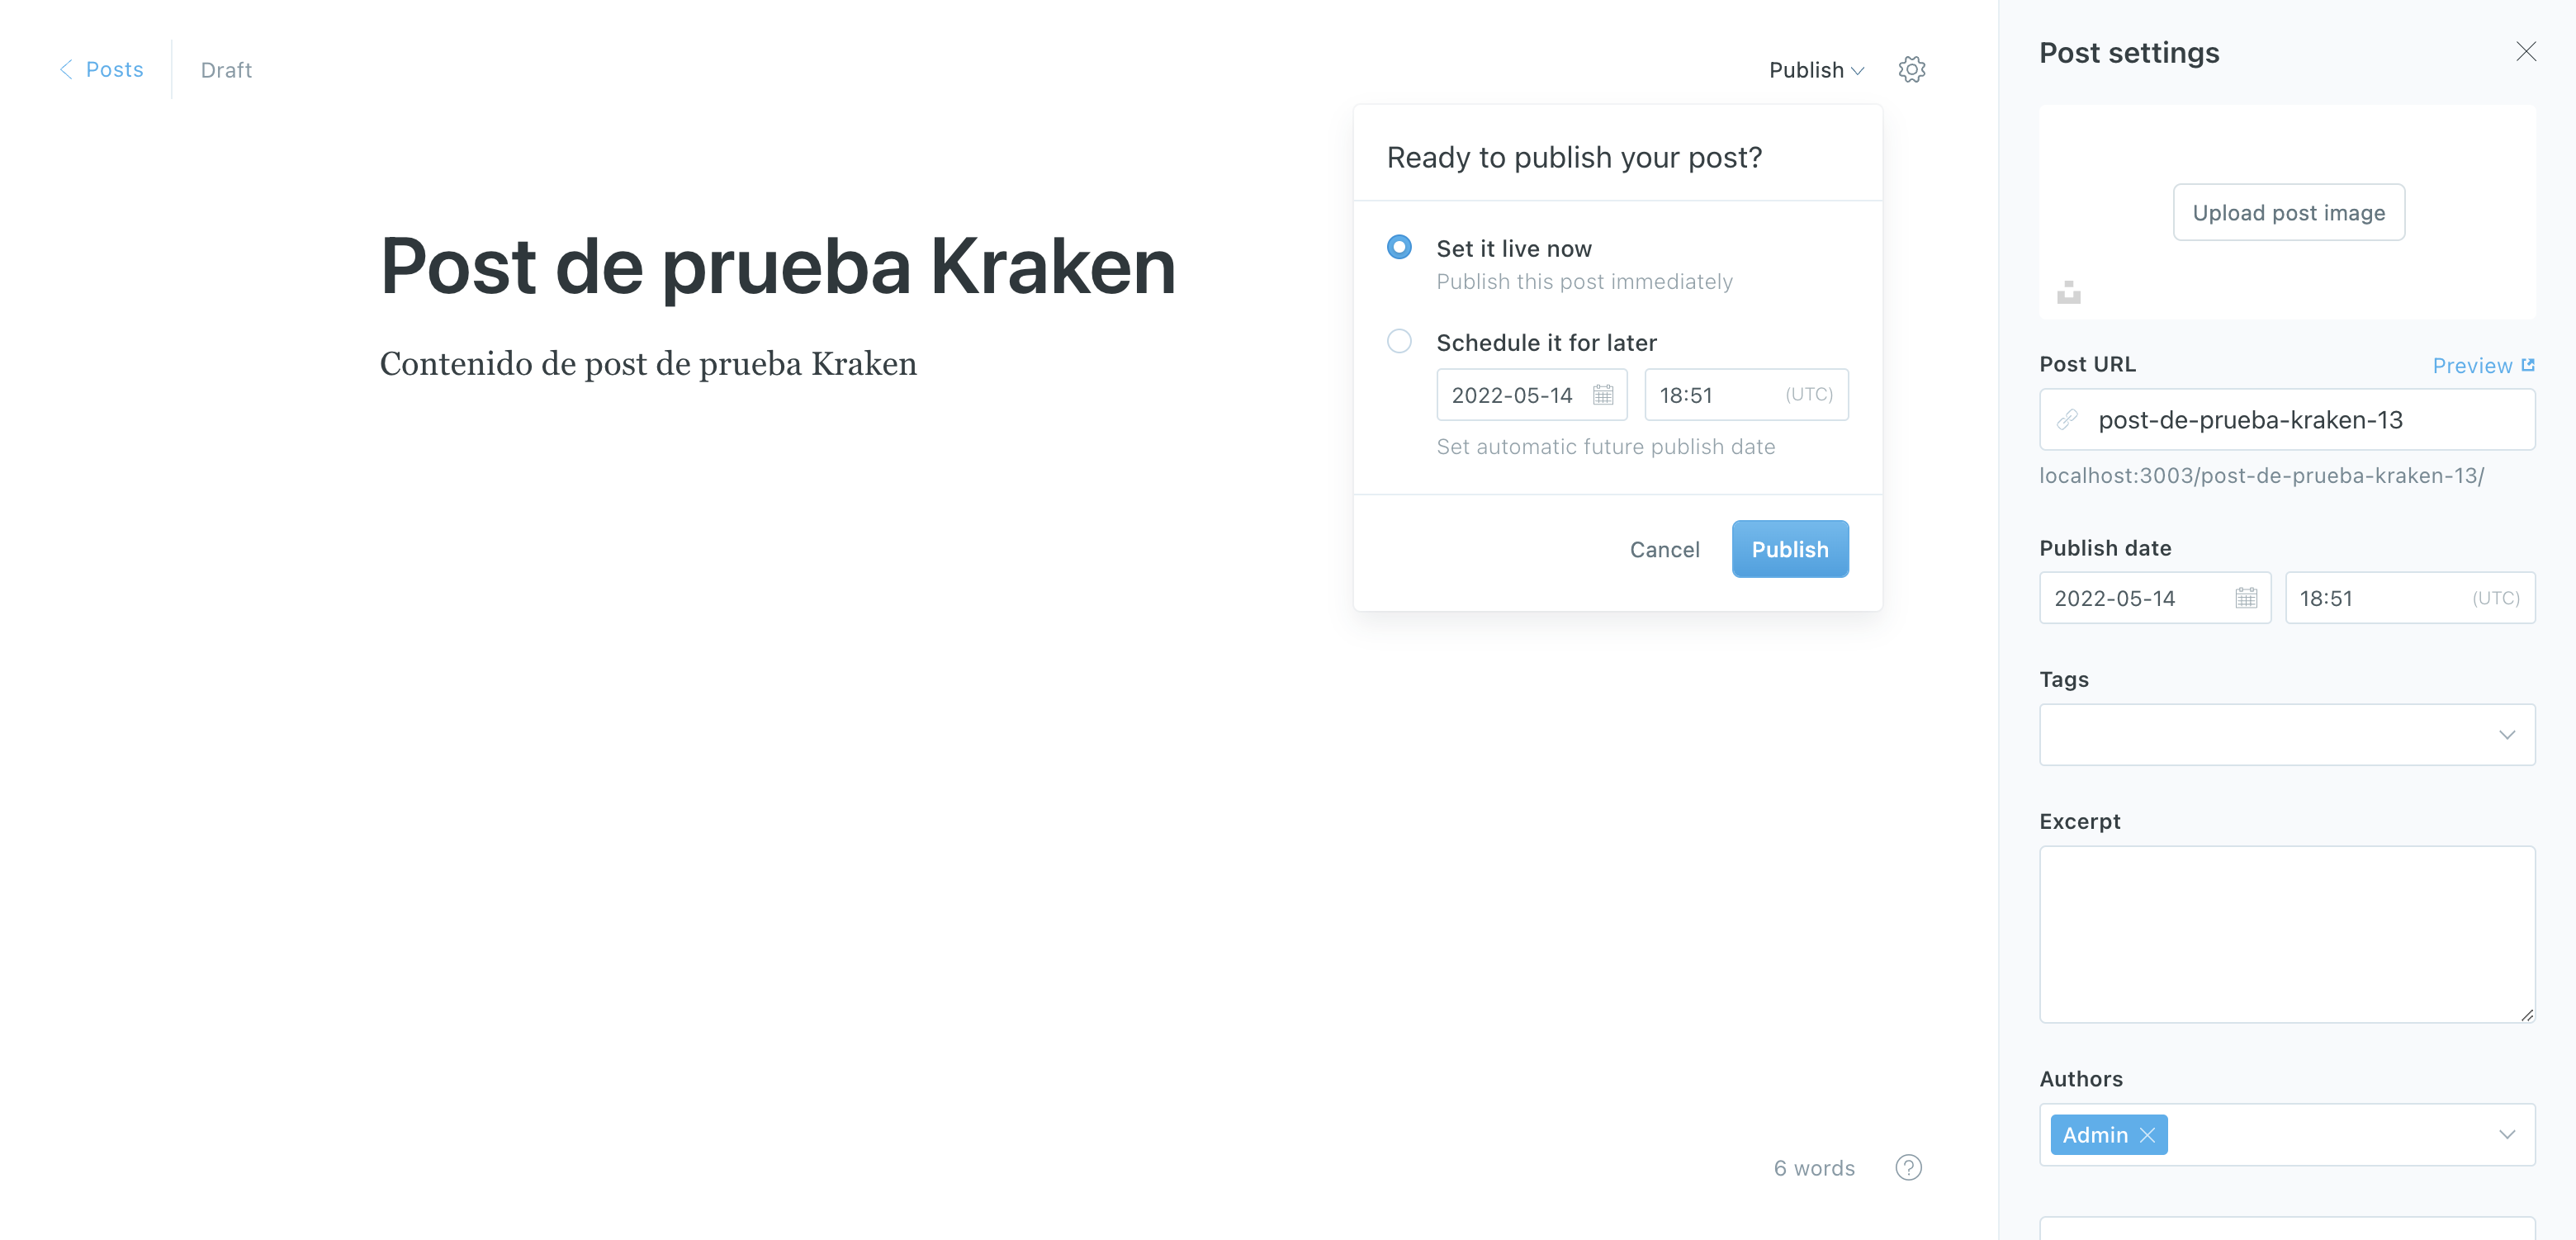 Posts
Draft
Publish
Ready to publish your post?
Set it live now
Publish this post immediately
Schedule it for later
2022-05-14
18:51 (UTC)
Set automatic future publish date
Cancel
Publish
Post de prueba Kraken
Contenido de post de prueba Kraken
6 words
?
Post settings
Upload post image
Post URL
Preview
post-de-prueba-kraken-13
localhost:3003/post-de-prueba-kraken-13/
Publish date
2022-05-14
18:51 (UTC)
Tags
Excerpt
Authors
Admin